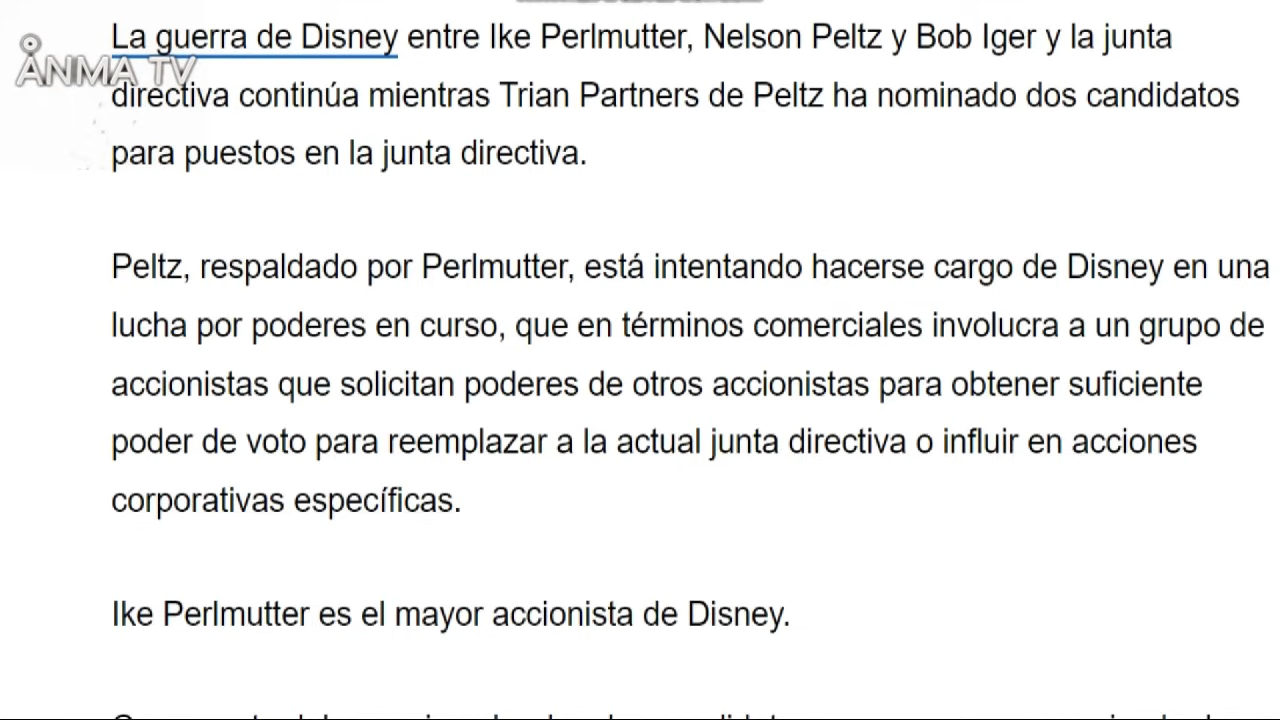 La guerra de Disney entre Ike Perlmutter, Nelson Peltz y Bob Iger y la junta
ANMA TV
directiva continúa mientras Trian Partners de Peltz ha nominado dos candidatos
para puestos en la junta directiva.
Peltz, respaldado por Perlmutter, está intentando hacerse cargo de Disney en una
lucha por poderes en curso, que en términos comerciales involucra a un grupo de
accionistas que solicitan poderes de otros accionistas para obtener suficiente
poder de voto para reemplazar a la actual junta directiva o influir en acciones
corporativas específicas.
Ike Perlmutter es el mayor accionista de Disney.